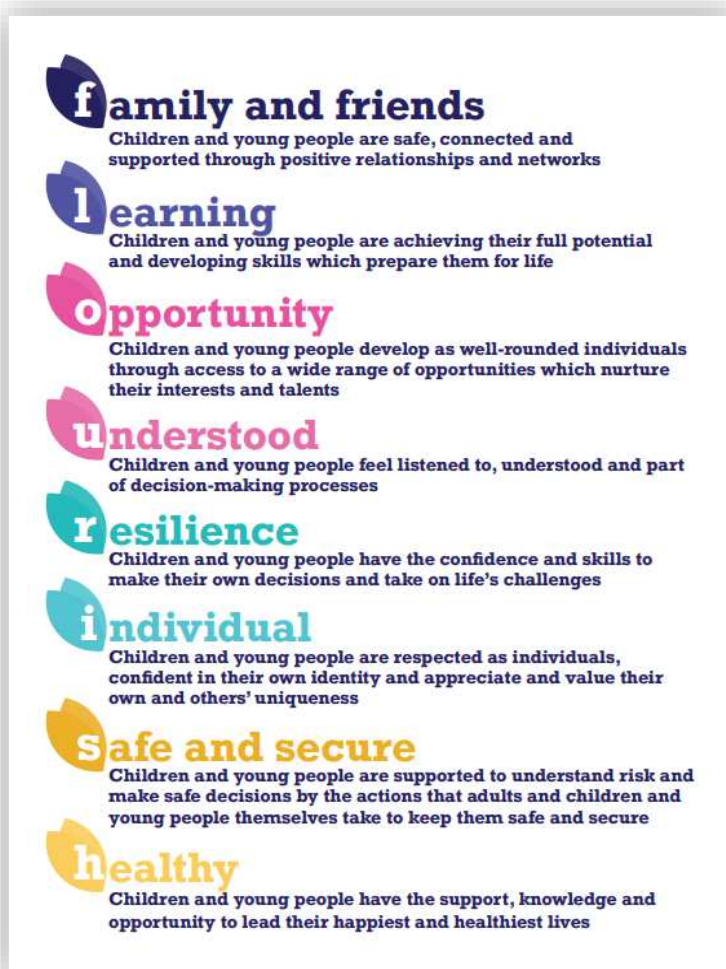 family and friends
Children and young people are safe, connected and
supported through positive relationships and networks
learning
Children and young people are achieving their full potential
and developing skills which prepare them for life
opportunity
Children and young people develop as well-rounded individuals
through access to a wide range of opportunities which nurture
their interests and talents
understood
Children and young people feel listened to, understood and part
of decision-making processes
resilience
Children and young people have the confidence and skills to
make their own decisions and take on life's challenges
individual
Children and young people are respected as individuals,
confident in their own identity and appreciate and value their
own and others' uniqueness
safe and secure
Children and young people are supported to understand risk and
make safe decisions by the actions that adults and children and
young people themselves take to keep them safe and secure
healthy
Children and young people have the support, knowledge and
opportunity to lead their happiest and healthiest lives